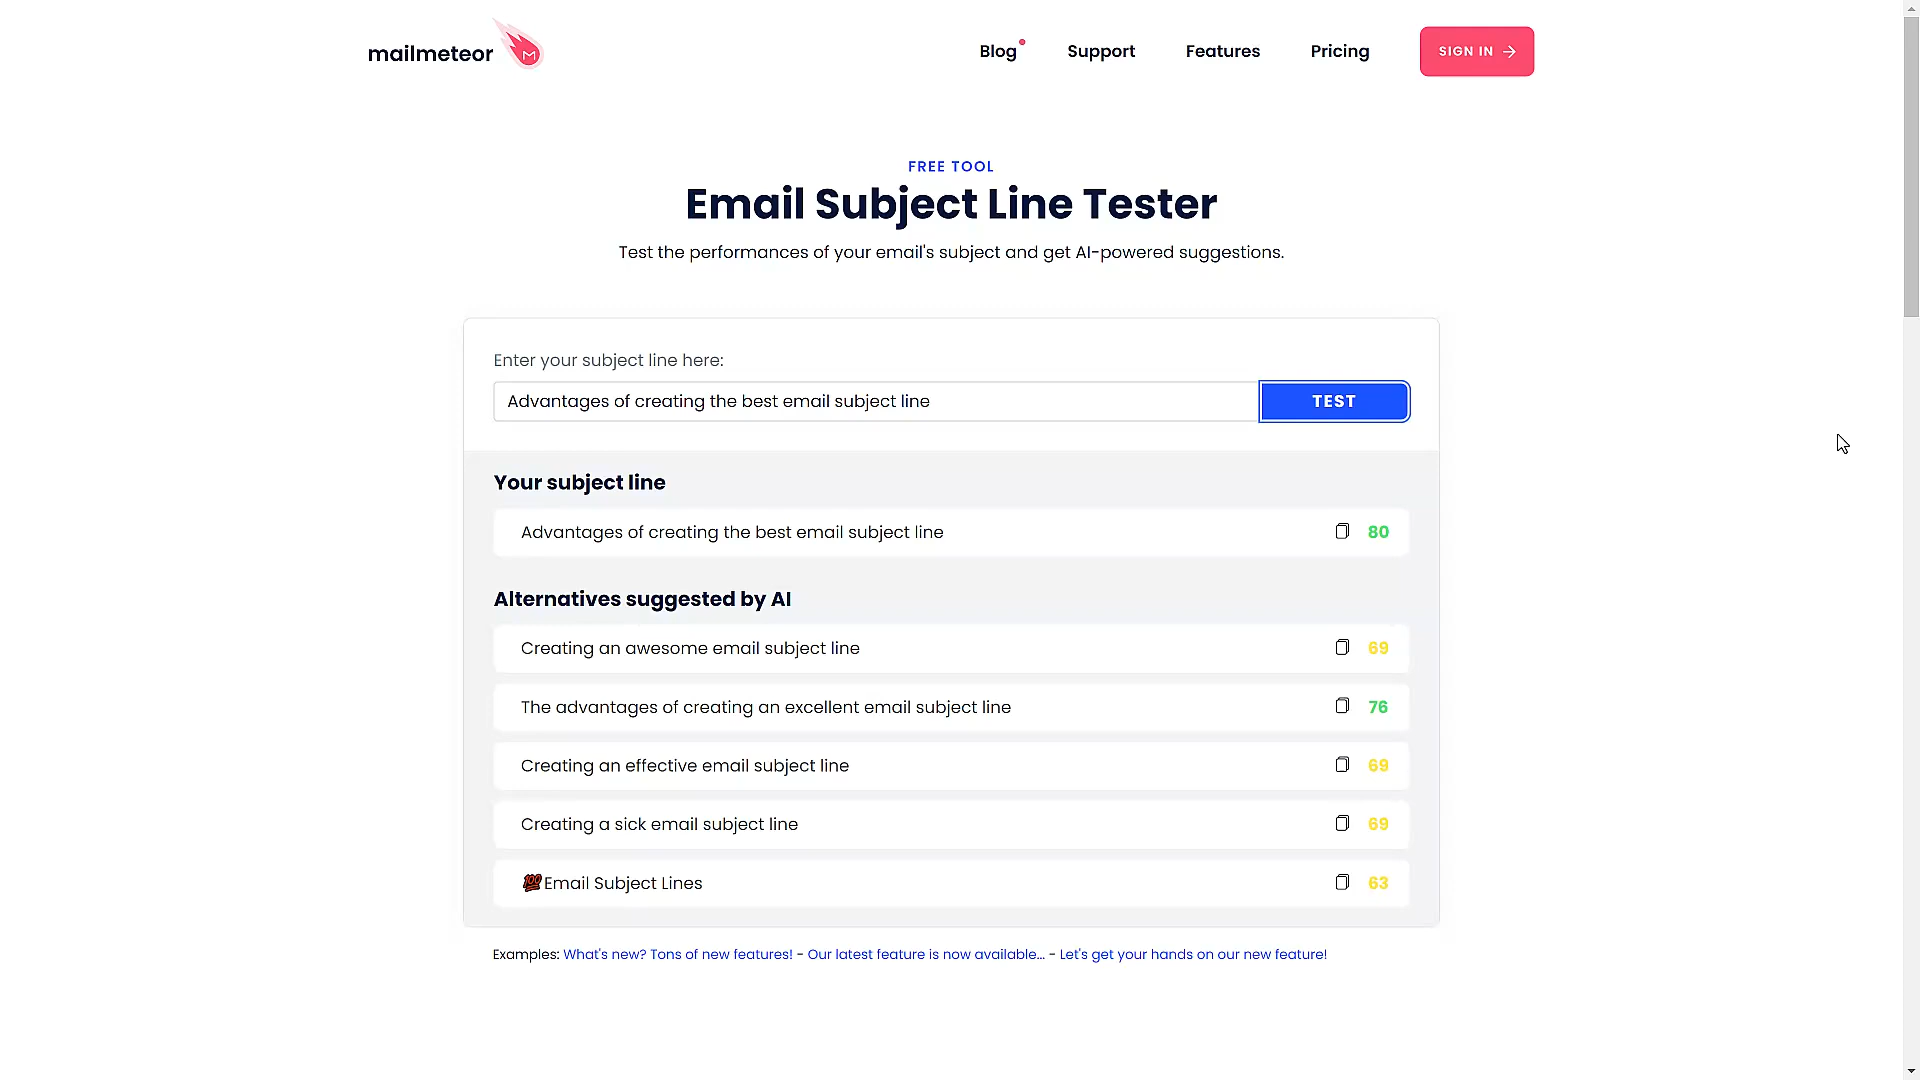 mailmeteor
Blog
Support
Features
Pricing
SIGN IN
FREE TOOL
Email Subject Line Tester
Test the performances of your email's subject and get AI-powered suggestions.
Enter your subject line here:
Advantages of creating the best email subject line
TEST
Your subject line
Advantages of creating the best email subject line 80
Alternatives suggested by AI
Creating an awesome email subject line 69
The advantages of creating an excellent email subject line 76
Creating an effective email subject line 69
Creating a sick email subject line 69
💯Email Subject Lines 63
Examples: What's new? Tons of new features! - Our latest feature is now available... - Let's get your hands on our new feature!